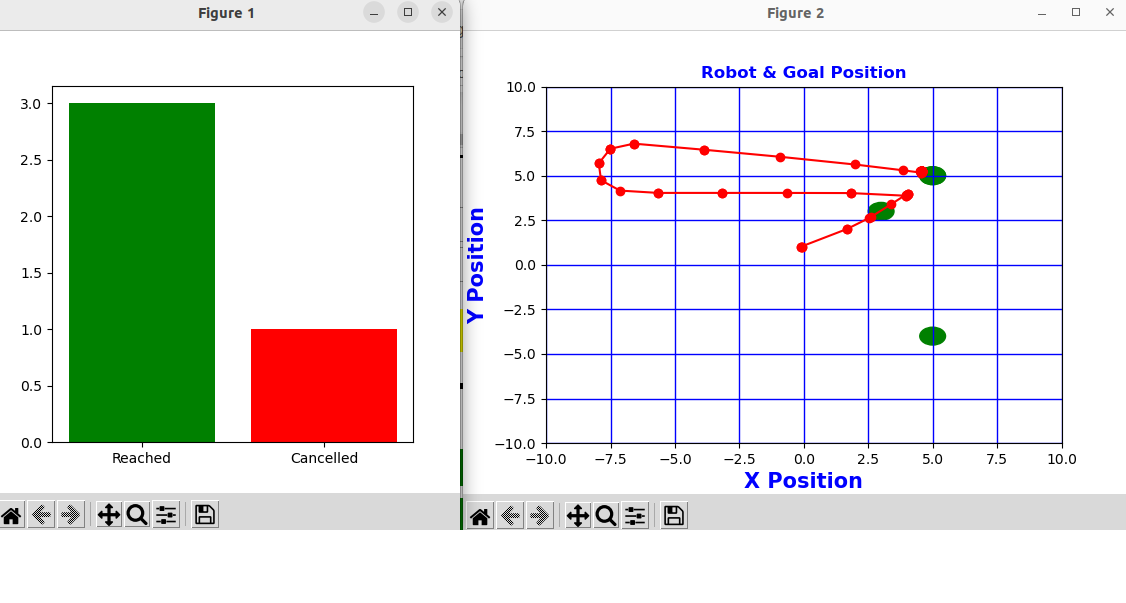 Figure 1
3.0
2.5
2.0
1.5
1.0
0.5
0.0
Reached Cancelled
Figure 2
Robot & Goal Position
Y Position
10.0
7.5
5.0
2.5
0.0
−2.5
−5.0
−7.5
−10.0
−10.0 −7.5 −5.0 −2.5 0.0 2.5 5.0 7.5 10.0
X Position